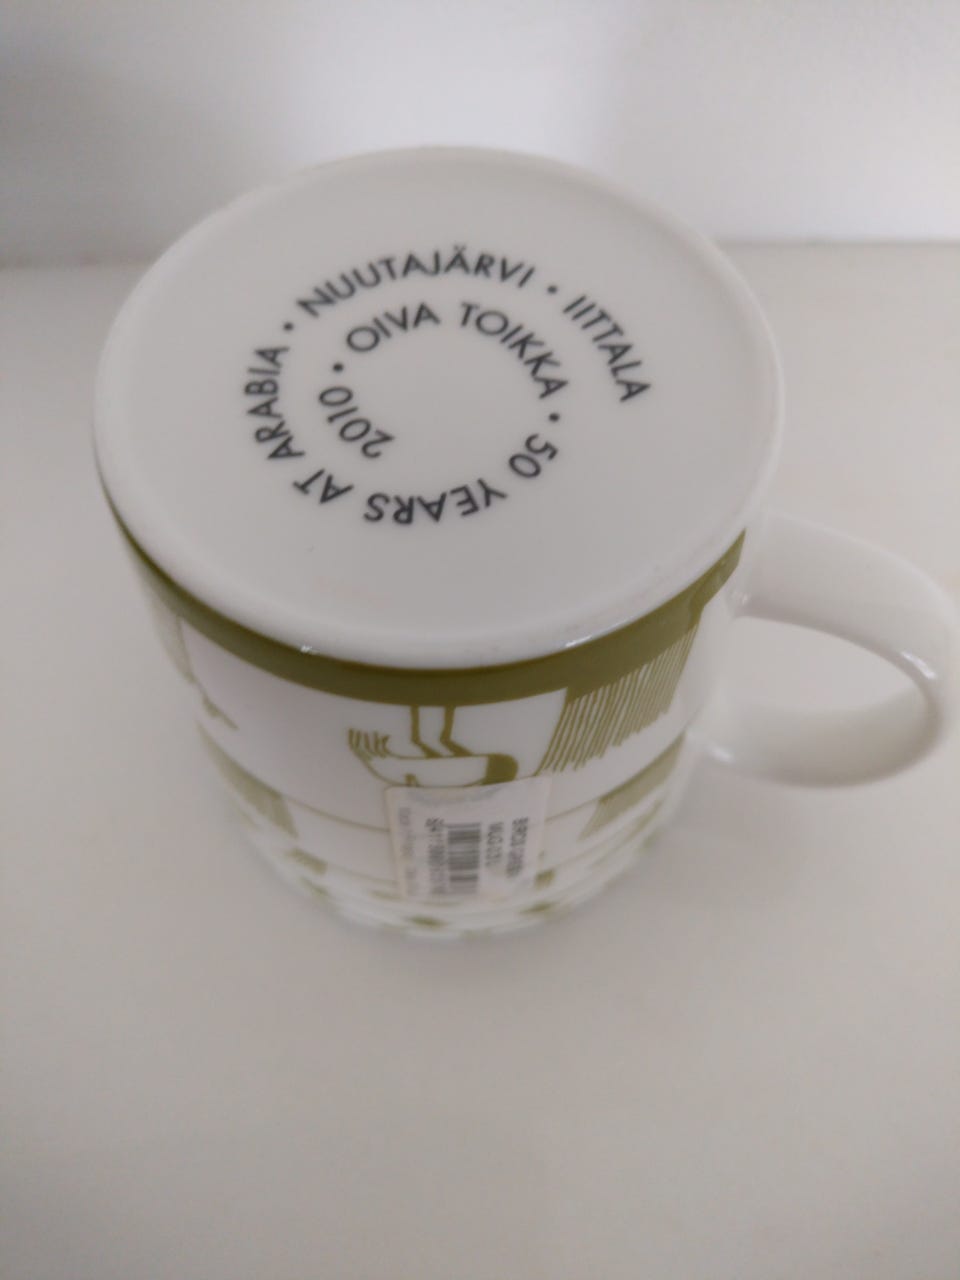 OIVA TOIKKA • 50 YEARS AT ARABIA • NUUTAJÄRVI • IITTALA
2010 •